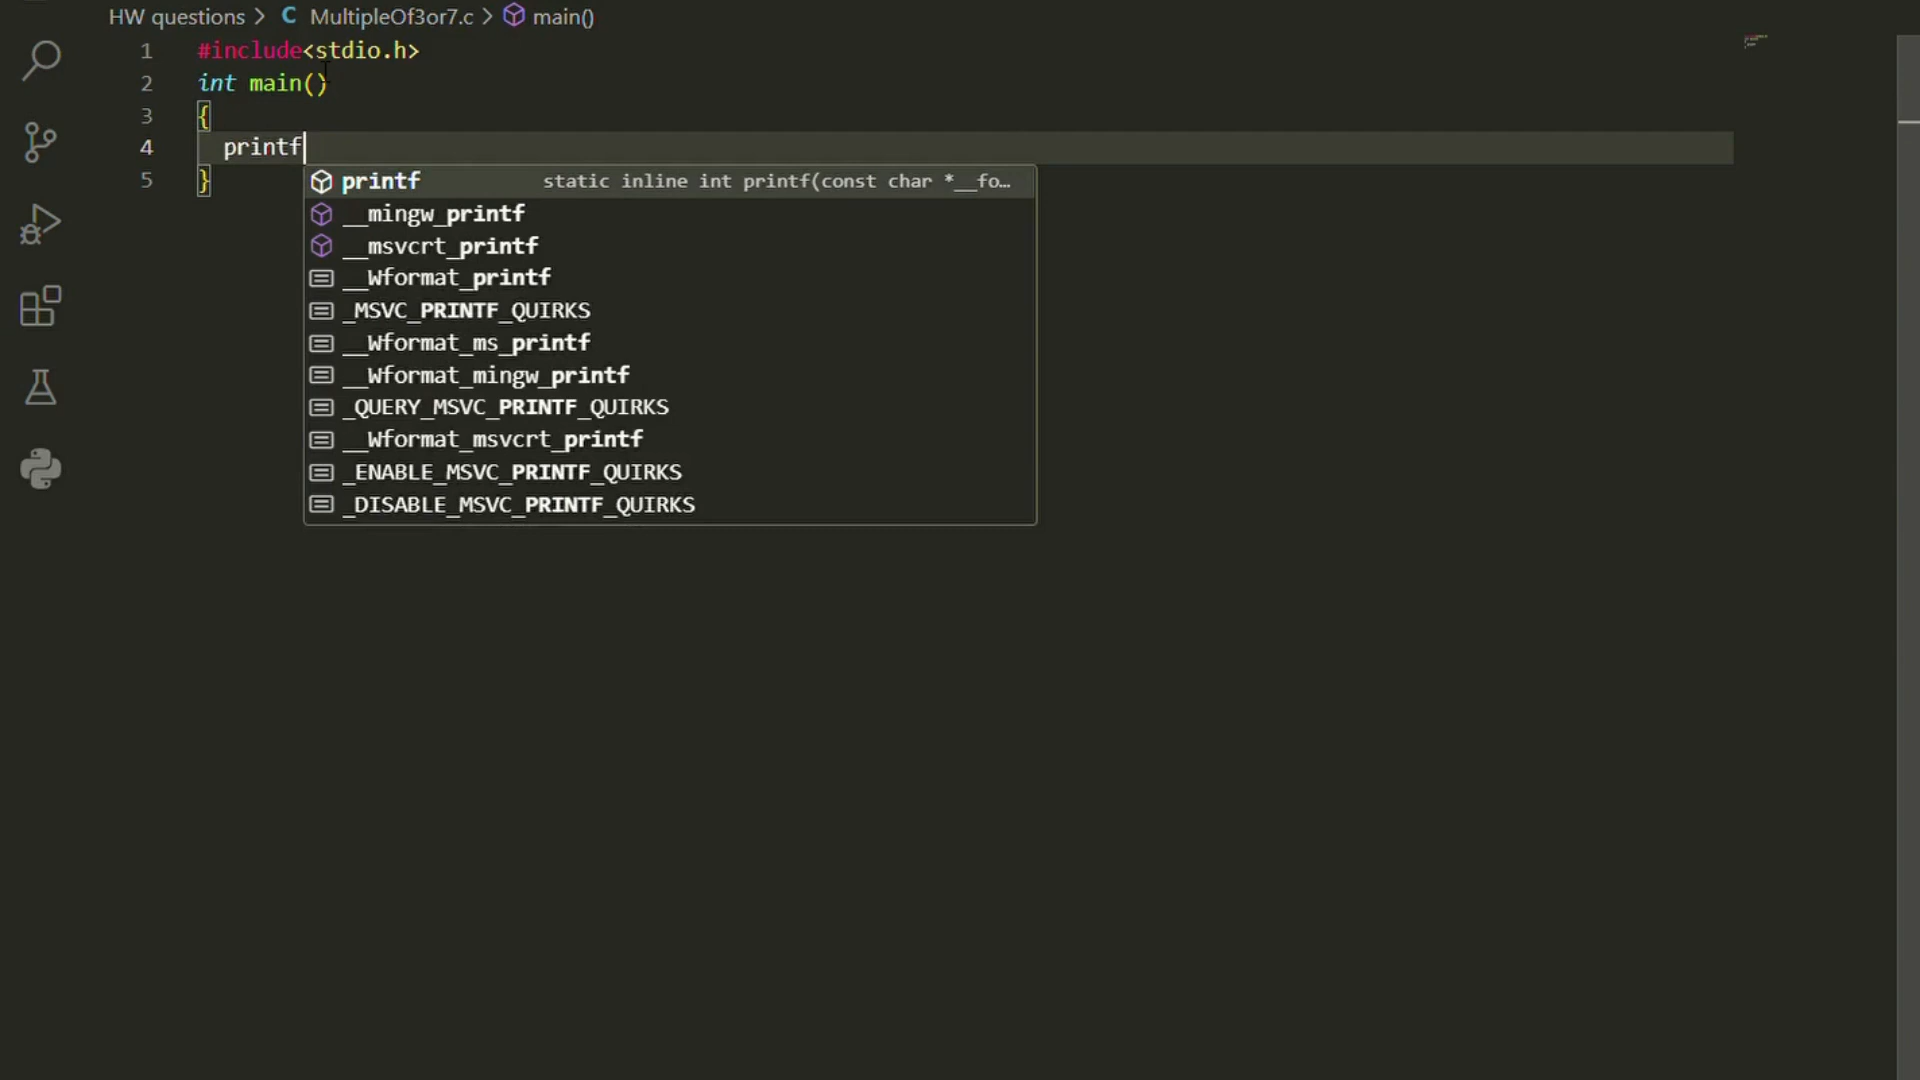 HW questions > C MultipleOf3or7.c > main()
1 #include<stdio.h>
2 int main()
3 {
4 printf
5 }
printf static inline int printf(const char *__fo…
__mingw_printf
__msvcrt_printf
__Wformat_printf
_MSVC_PRINTF_QUIRKS
__Wformat_ms_printf
__Wformat_mingw_printf
_QUERY_MSVC_PRINTF_QUIRKS
__Wformat_msvcrt_printf
_ENABLE_MSVC_PRINTF_QUIRKS
_DISABLE_MSVC_PRINTF_QUIRKS